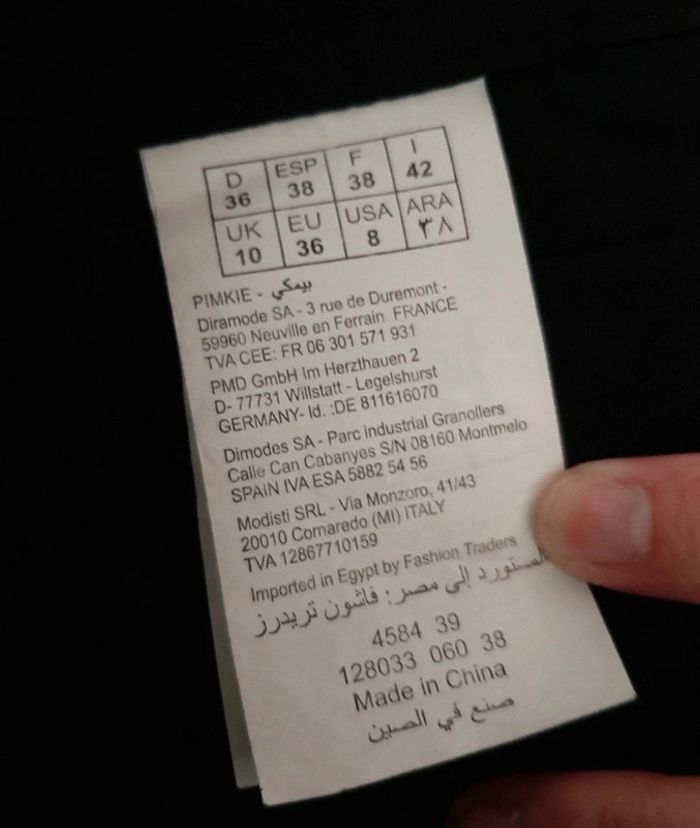 D ESP F I
36 38 38 42
UK EU USA ARA
10 36 8 ٣٨
PIMKIE - بيمكي
Diramode SA - 3 rue de Duremont -
59960 Neuville en Ferrain FRANCE
TVA CEE: FR 06 301 571 931
PMD GmbH Im Herzthauen 2
D- 77731 Willstatt - Legelshurst
GERMANY- Id. :DE 811616070
Dimodes SA - Parc industrial Granollers
Calle Can Cabanyes S/N 08160 Montmelo
SPAIN IVA ESA 5882 54 56
Modisti SRL - Via Monzoro, 41/43
20010 Cornaredo (MI) ITALY
TVA 12867710159
Imported in Egypt by Fashion Traders
المستورد إلى مصر: فاشون تريدرز
4584 39
128033 060 38
Made in China
صنع في الصين